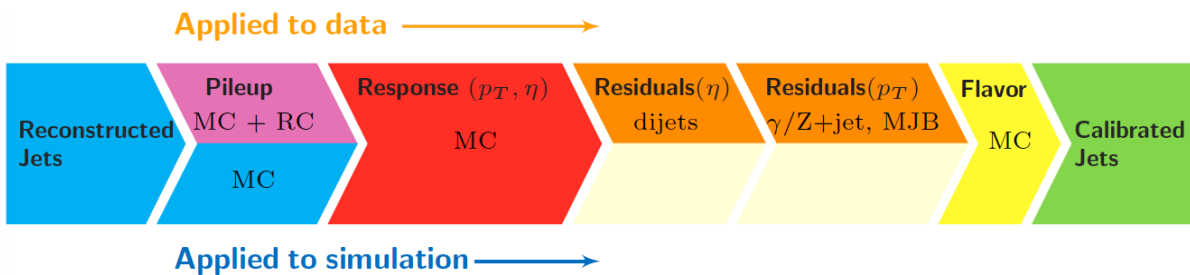 Applied to data
Reconstructed
Jets
Pileup
MC + RC
MC
Response (p_T, η)
MC
Residuals(η)
dijets
Residuals(p_T)
γ/Z+jet, MJB
Flavor
MC
Calibrated
Jets
Applied to simulation